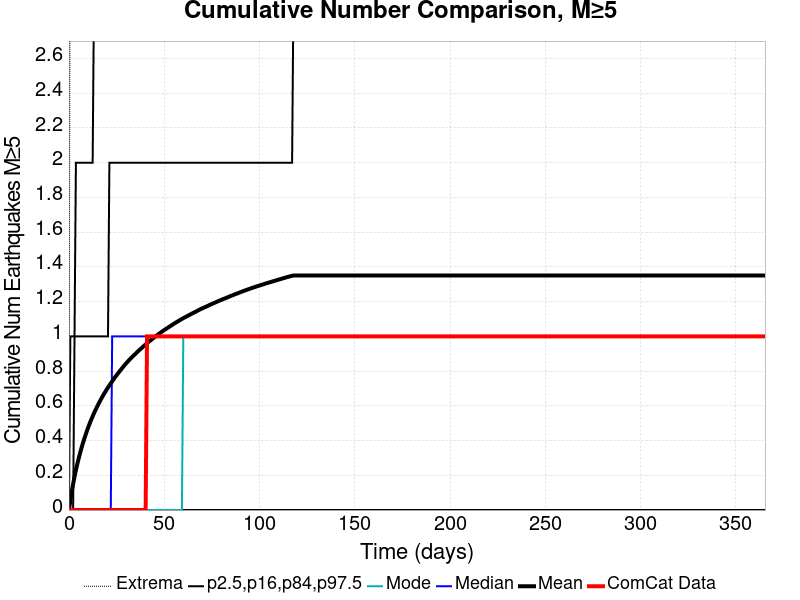 Cumulative Number Comparison, M≥5
Cumulative Num Earthquakes M≥5
2.6
2.4
2.2
2
1.8
1.6
1.4
1.2
1
0.8
0.6
0.4
0.2
0
0 50 100 150 200 250 300 350
Time (days)
Extrema p2.5,p16,p84,p97.5 Mode Median Mean ComCat Data